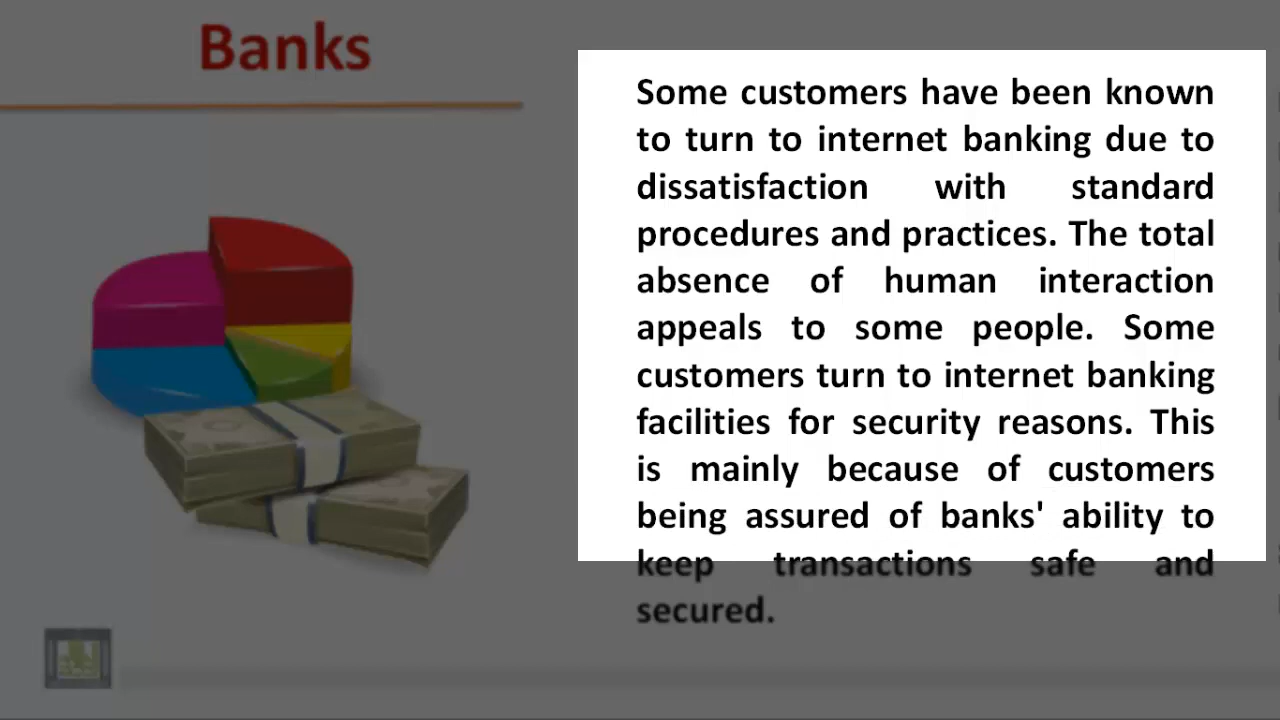 Banks
Some customers have been known
to turn to internet banking due to
dissatisfaction with standard
procedures and practices. The total
absence of human interaction
appeals to some people. Some
customers turn to internet banking
facilities for security reasons. This
is mainly because of customers
being assured of banks' ability to
keep transactions safe and
secured.